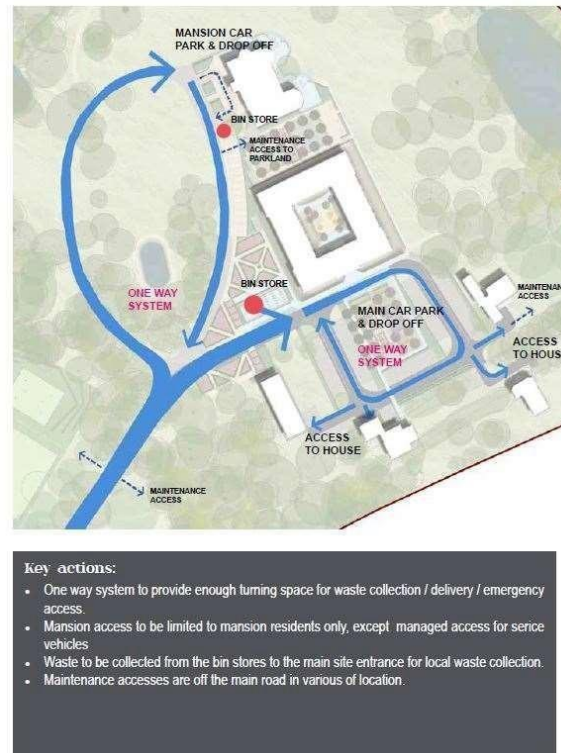 MANSION CAR
PARK & DROP OFF
BIN STORE
MAINTENANCE
ACCESS TO
PARKLAND
ONE WAY
SYSTEM
BIN STORE
MAIN CAR PARK
& DROP OFF
ONE WAY
SYSTEM
MAINTENANCE
ACCESS
ACCESS
TO HOUSE
ACCESS
TO HOUSE
MAINTENANCE
ACCESS
Key actions:
• One way system to provide enough turning space for waste collection / delivery / emergency
access.
• Mansion access to be limited to mansion residents only, except managed access for serice
vehicles
• Waste to be collected from the bin stores to the main site entrance for local waste collection.
• Maintenance accesses are off the main road in various of location.